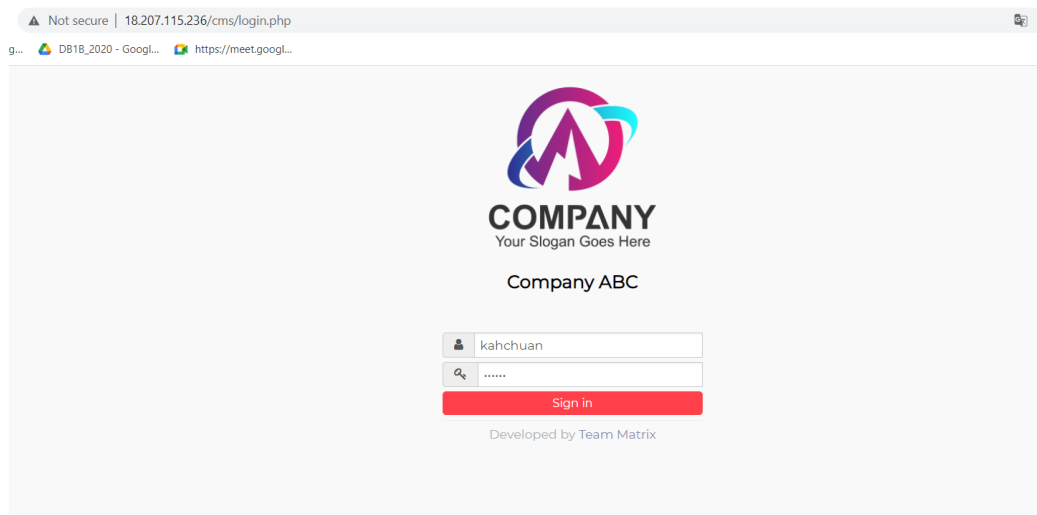 Not secure | 18.207.115.236/cms/login.php
g... DB1B_2020 - Googl... https://meet.googl...
COMPANY
Your Slogan Goes Here
Company ABC
kahchuan
······
Sign in
Developed by Team Matrix